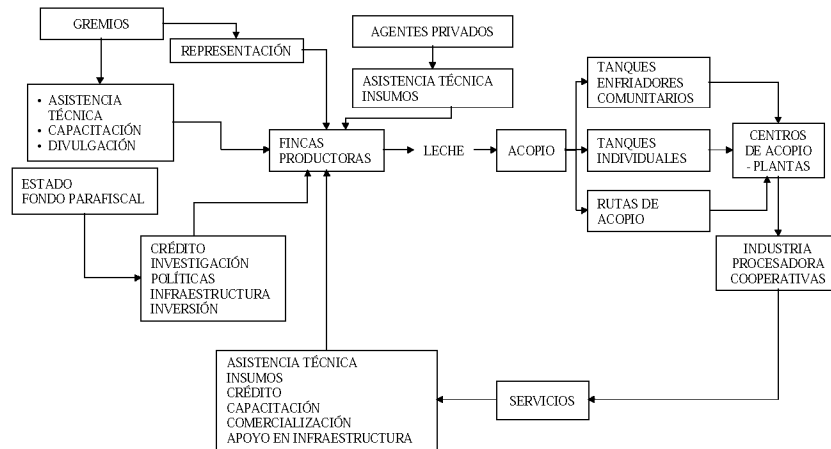 GREMIOS
REPRESENTACIÓN
AGENTES PRIVADOS
ASISTENCIA TÉCNICA
INSUMOS
• ASISTENCIA
TÉCNICA
• CAPACITACIÓN
• DIVULGACIÓN
TANQUES
ENFRIADORES
COMUNITARIOS
FINCAS
PRODUCTORAS
LECHE
ACOPIO
TANQUES
INDIVIDUALES
CENTROS
DE ACOPIO
- PLANTAS
ESTADO
FONDO PARAFISCAL
RUTAS DE
ACOPIO
CRÉDITO
INVESTIGACIÓN
POLÍTICAS
INFRAESTRUCTURA
INVERSIÓN
INDUSTRIA
PROCESADORA
COOPERATIVAS
ASISTENCIA TÉCNICA
INSUMOS
CRÉDITO
CAPACITACIÓN
COMERCIALIZACIÓN
APOYO EN INFRAESTRUCTURA
SERVICIOS